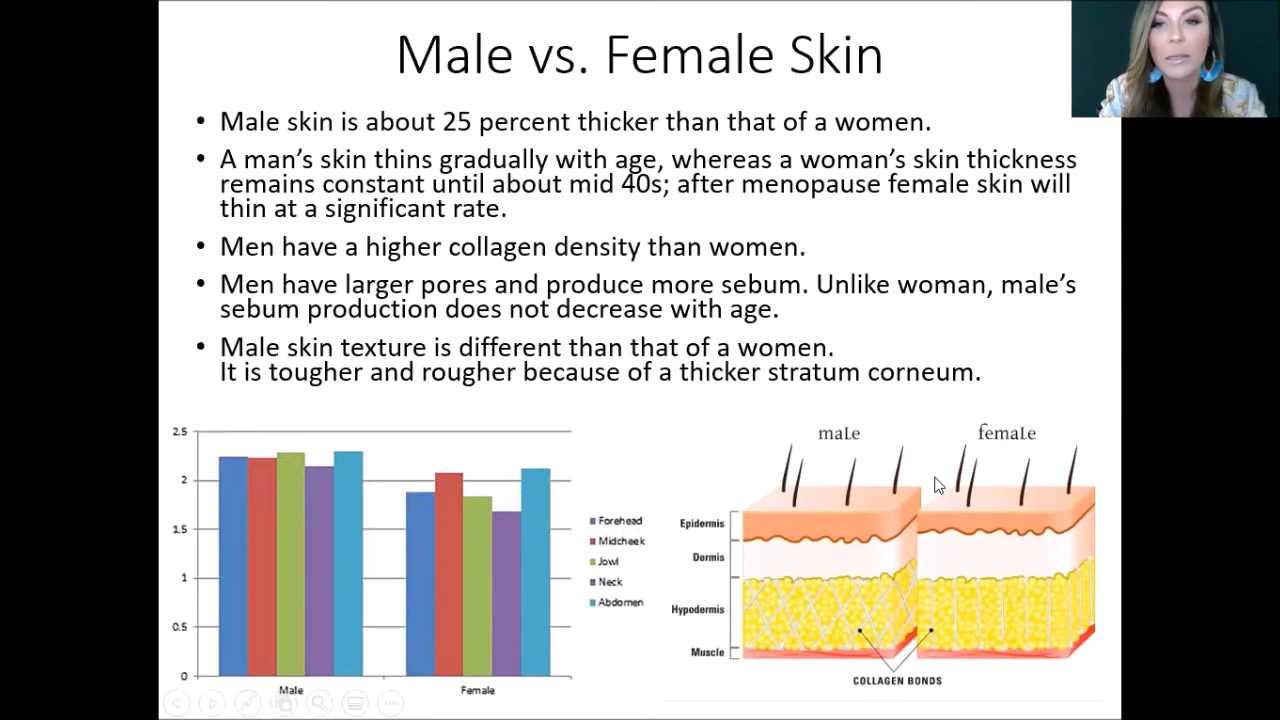 Male vs. Female Skin
• Male skin is about 25 percent thicker than that of a women.
• A man's skin thins gradually with age, whereas a woman's skin thickness
remains constant until about mid 40s; after menopause female skin will
thin at a significant rate.
• Men have a higher collagen density than women.
• Men have larger pores and produce more sebum. Unlike woman, male's
sebum production does not decrease with age.
• Male skin texture is different than that of a women.
It is tougher and rougher because of a thicker stratum corneum.
2.5
2
1.5
1
0.5
0
Male Female
Forehead
Midcheek
Jowl
Neck
Abdomen
male female
Epidermis
Dermis
Hypodermis
Muscle
COLLAGEN BONDS